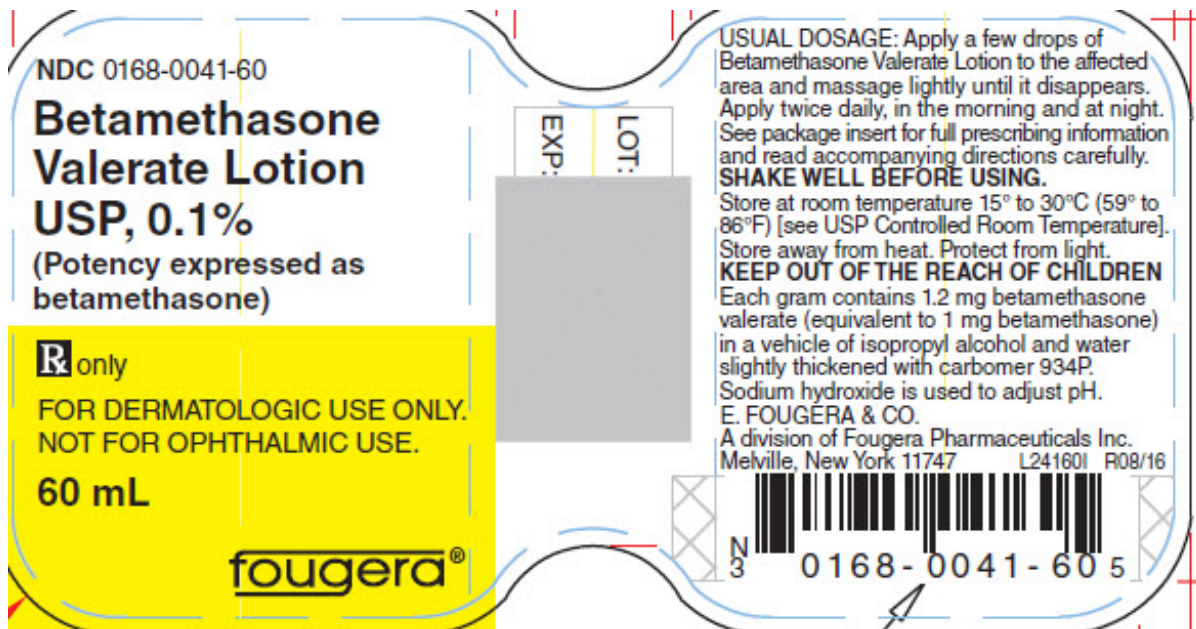 NDC 0168-0041-60
Betamethasone
Valerate Lotion
USP, 0.1%
(Potency expressed as
betamethasone)
Rx only
FOR DERMATOLOGIC USE ONLY.
NOT FOR OPHTHALMIC USE.
60 mL
fougera®
LOT:
EXP:
USUAL DOSAGE: Apply a few drops of
Betamethasone Valerate Lotion to the affected
area and massage lightly until it disappears.
Apply twice daily, in the morning and at night.
See package insert for full prescribing information
and read accompanying directions carefully.
SHAKE WELL BEFORE USING.
Store at room temperature 15° to 30°C (59° to
86°F) [see USP Controlled Room Temperature].
Store away from heat. Protect from light.
KEEP OUT OF THE REACH OF CHILDREN
Each gram contains 1.2 mg betamethasone
valerate (equivalent to 1 mg betamethasone)
in a vehicle of isopropyl alcohol and water
slightly thickened with carbomer 934P.
Sodium hydroxide is used to adjust pH.
E. FOUGERA & CO.
A division of Fougera Pharmaceuticals Inc.
Melville, New York 11747 L24160I R08/16
N
3 0168-0041-60 5